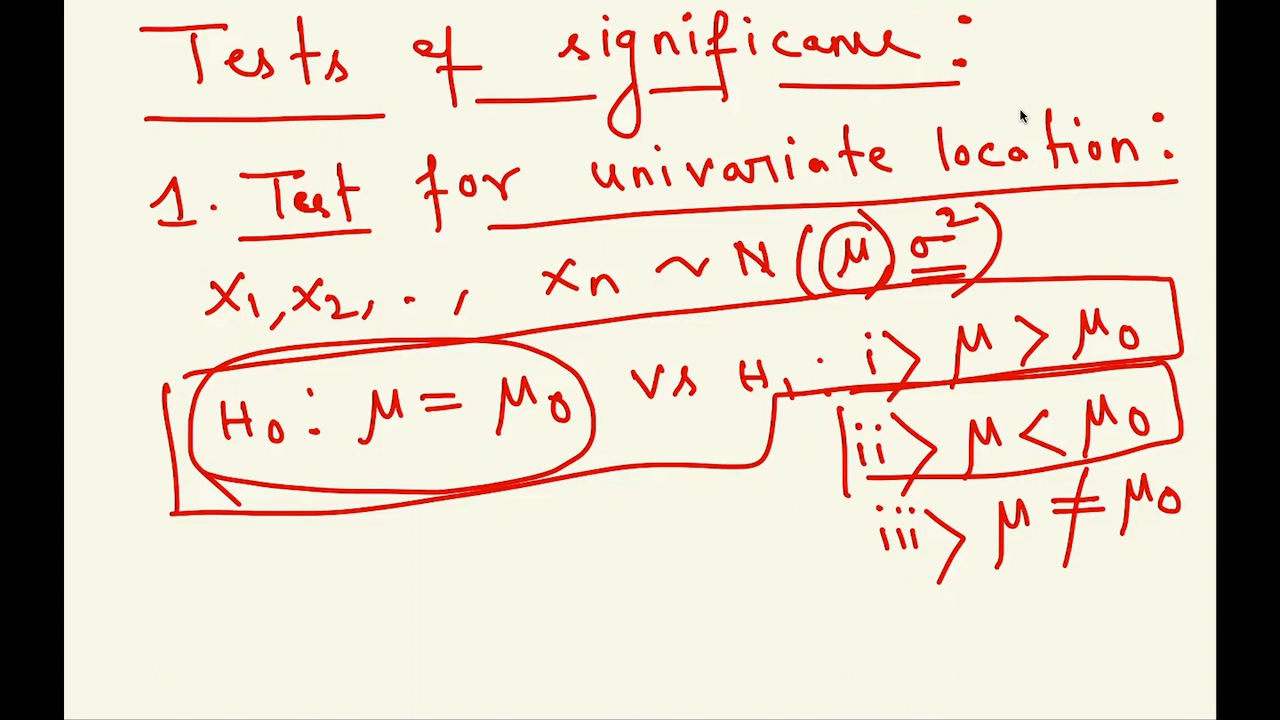 Tests of significance:
1. Test for univariate location:
x₁, x₂, .., xₙ ~ N(μ, σ²)
H₀: μ = μ₀ vs H₁: i> μ > μ₀
ii> μ < μ₀
iii> μ ≠ μ₀